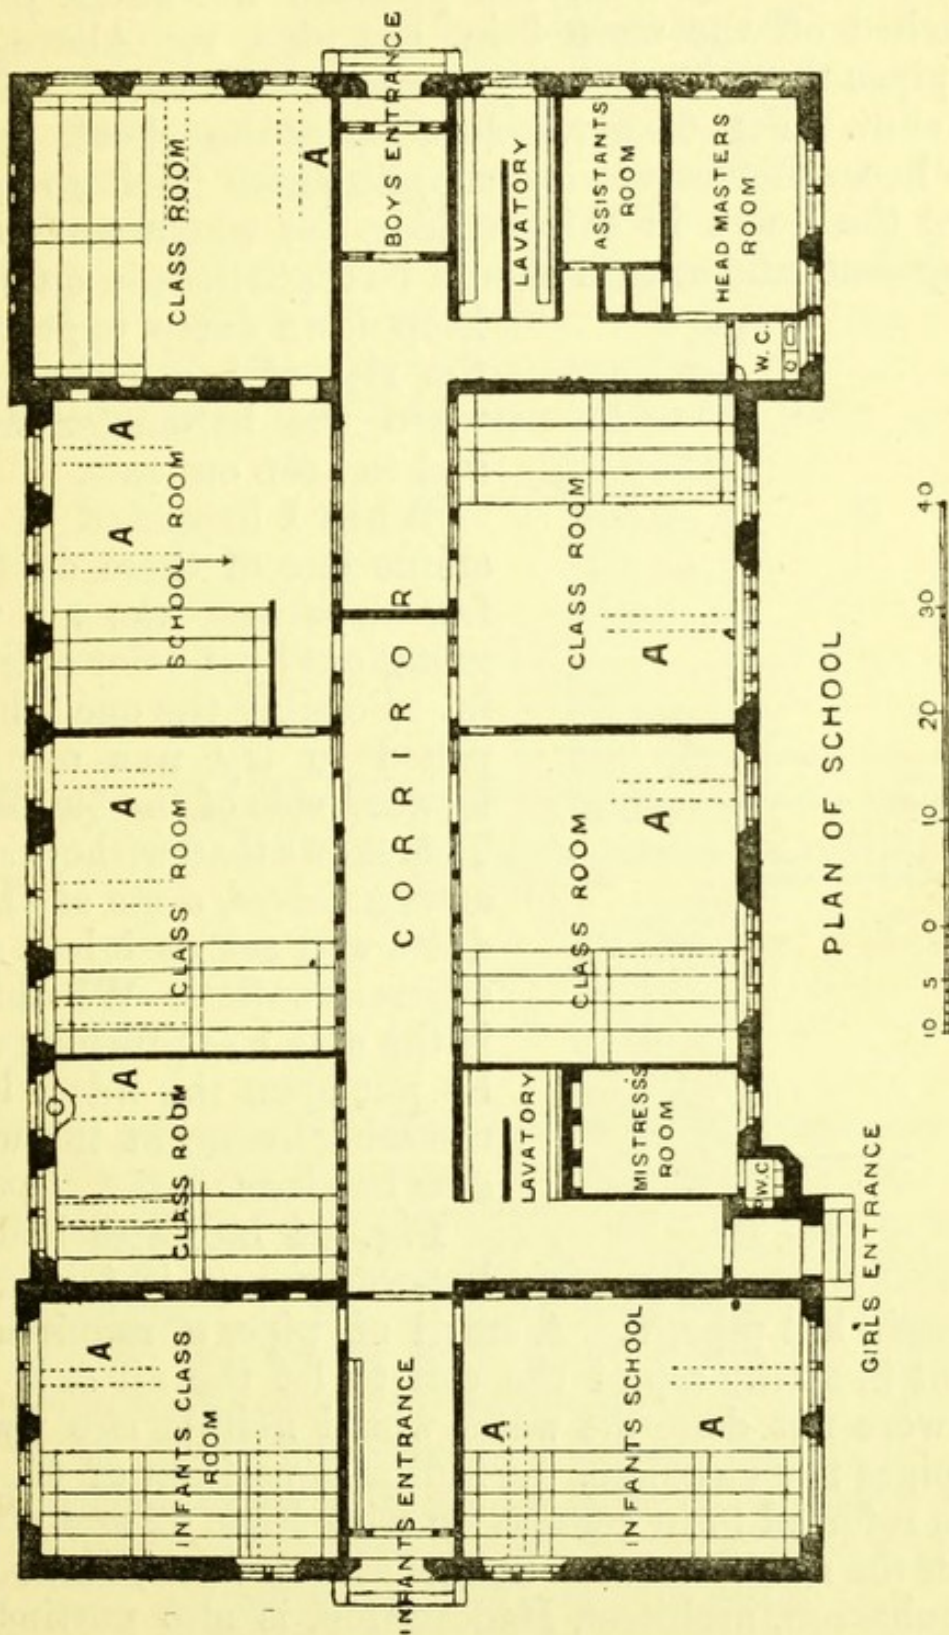 A
A
A
A
A
A
INFANTS CLASS
ROOM
CLASS ROOM
CLASS ROOM
SCHOOL ROOM
CLASS ROOM
INFANTS ENTRANCE
CORRIROR
BOYS ENTRANCE
A
LAVATORY
CLASS ROOM
CLASS ROOM
LAVATORY
INFANTS SCHOOL
MISTRESSS
ROOM
A
A
ASSISTANTS
ROOM
A
HEAD MASTERS
ROOM
W.C
W.C.
GIRLS ENTRANCE
PLAN OF SCHOOL
10 5 0 10 20 30 40